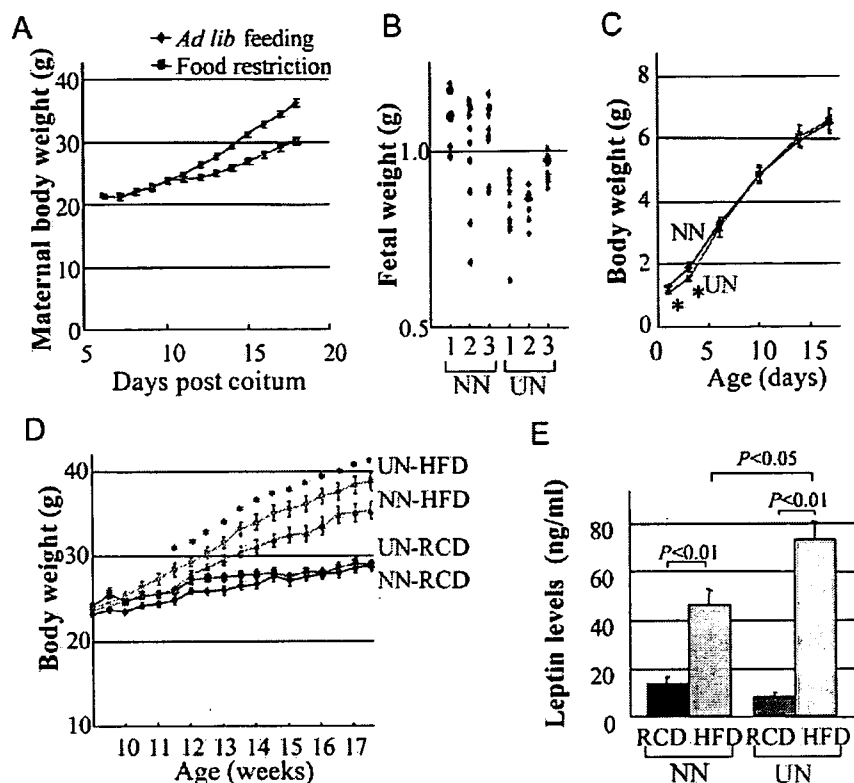 A
Ad lib feeding
Food restriction
Maternal body weight (g)
40
30
20
10
0
5 10 15 20
Days post coitum
B
Fetal weight (g)
1.0
0.5
1 2 3 1 2 3
NN UN
C
Body weight (g)
8
6
4
2
0
NN
UN
* *
0 5 10 15
Age (days)
D
Body weight (g)
40
30
20
10
UN-HFD
NN-HFD
UN-RCD
NN-RCD
10 11 12 13 14 15 16 17
Age (weeks)
E
Leptin levels (ng/ml)
80
60
40
20
0
P<0.05
P<0.01
P<0.01
RCD HFD RCD HFD
NN UN